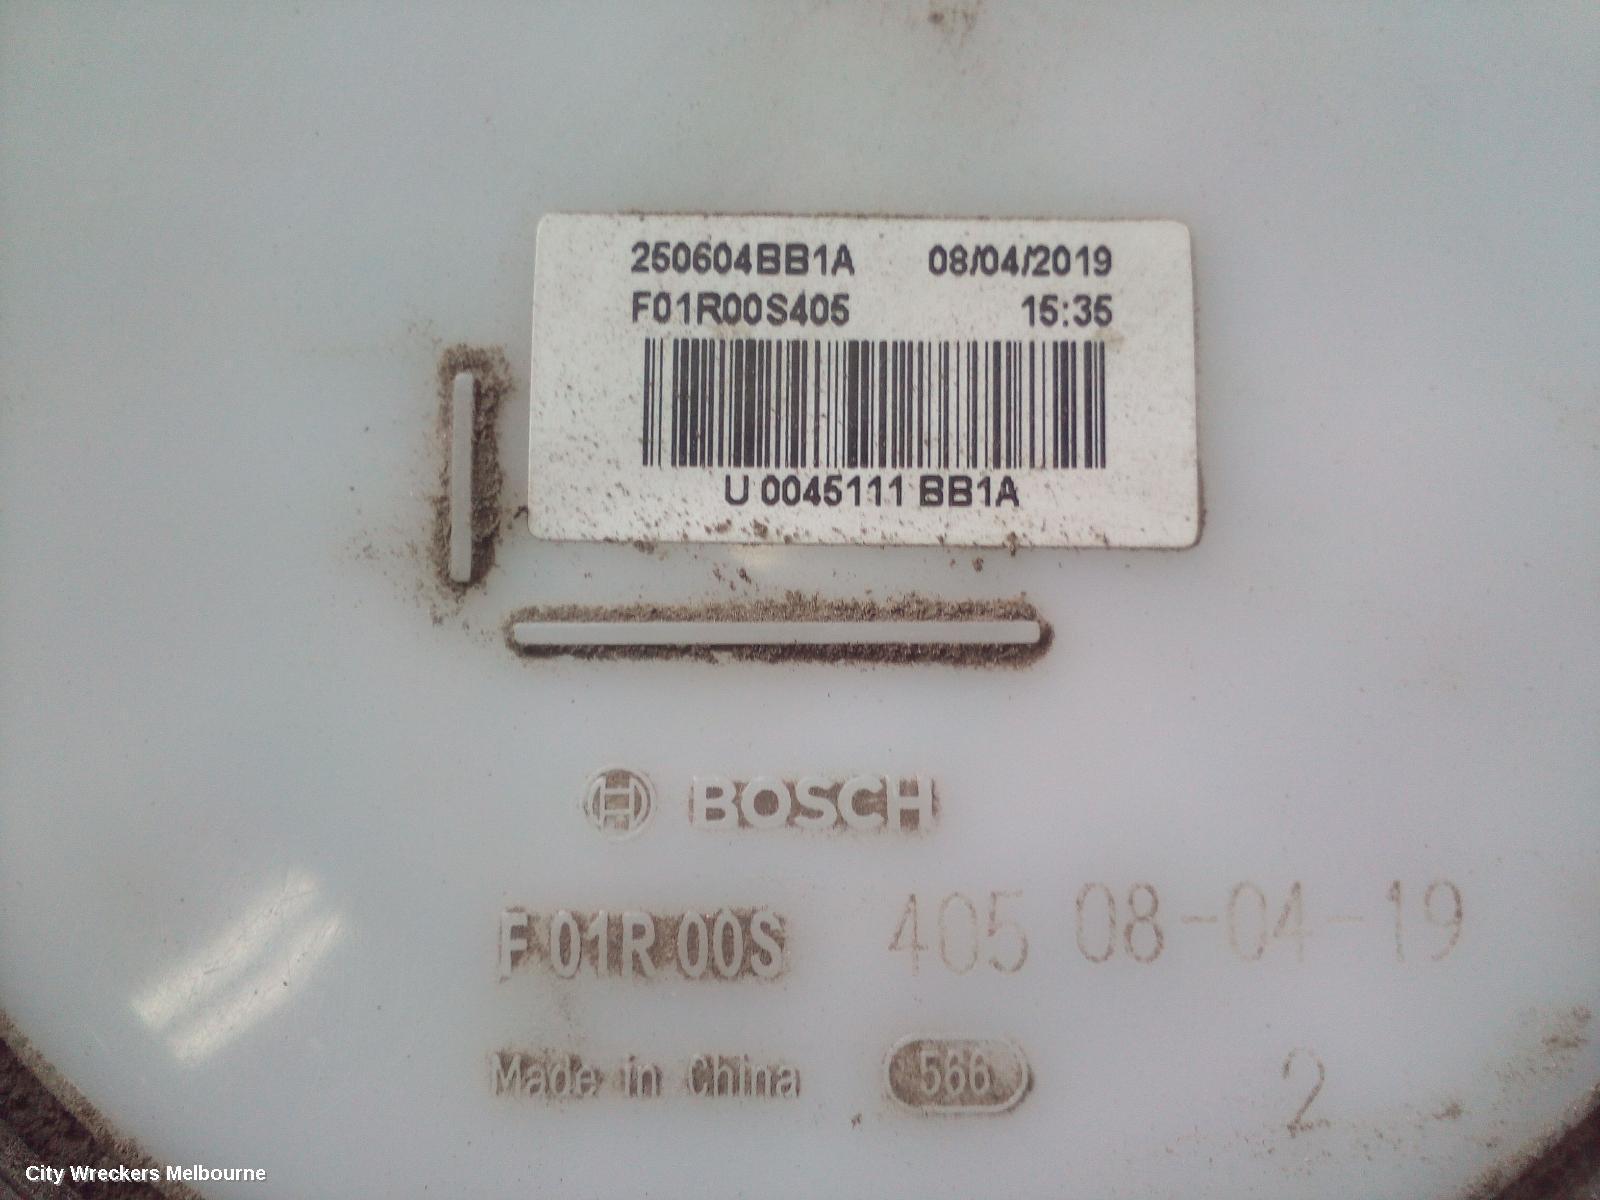 250604BB1A 08/04/2019
F01R00S405 15:35
U 0045111 BB1A
BOSCH
F 01R 00S 405 08-04-19
Made in China 566 2
City Wreckers Melbourne